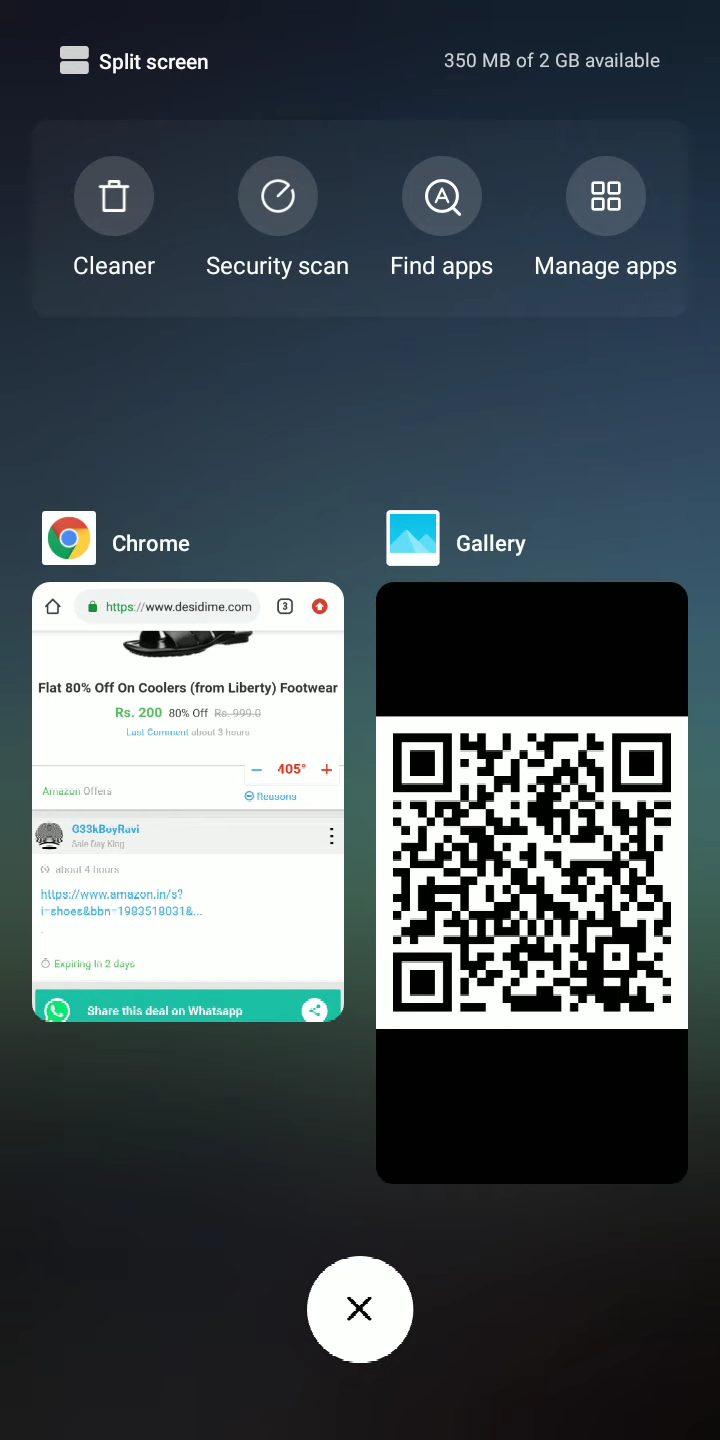 Split screen
350 MB of 2 GB available
Cleaner
Security scan
Find apps
Manage apps
Chrome
Gallery
https://www.desidime.com
3
Flat 80% Off On Coolers (from Liberty) Footwear
Rs. 200 80% Off Rs. 999.0
Last Comment about 3 hours
405°
Amazon Offers
Reasons
G33kBoyRavi
Sale Day King
about 4 hours
https://www.amazon.in/s?
i=shoes&bbn=1983518031&...
.
Expiring In 2 days
Share this deal on Whatsapp